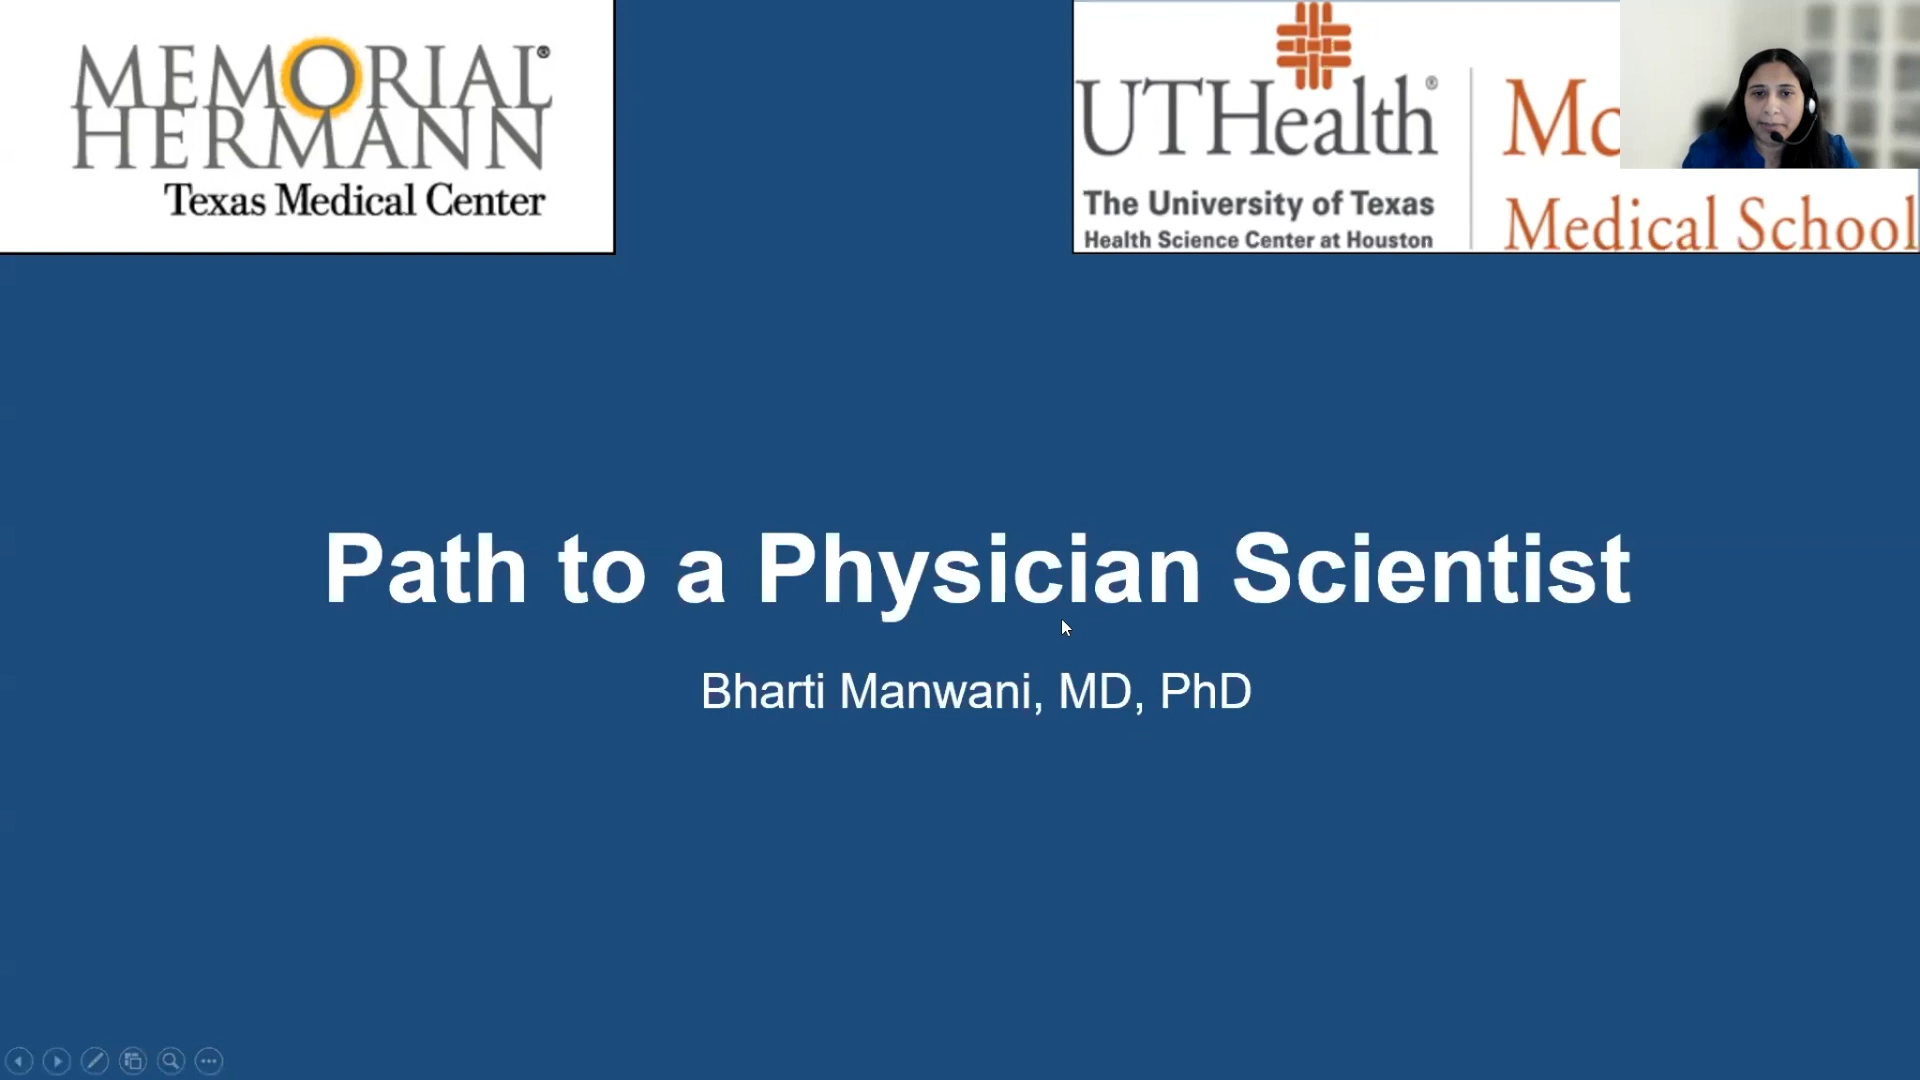 MEMORIAL®
HERMANN
Texas Medical Center
UTHealth®
The University of Texas
Health Science Center at Houston
Mc
Medical School
Path to a Physician Scientist
Bharti Manwani, MD, PhD